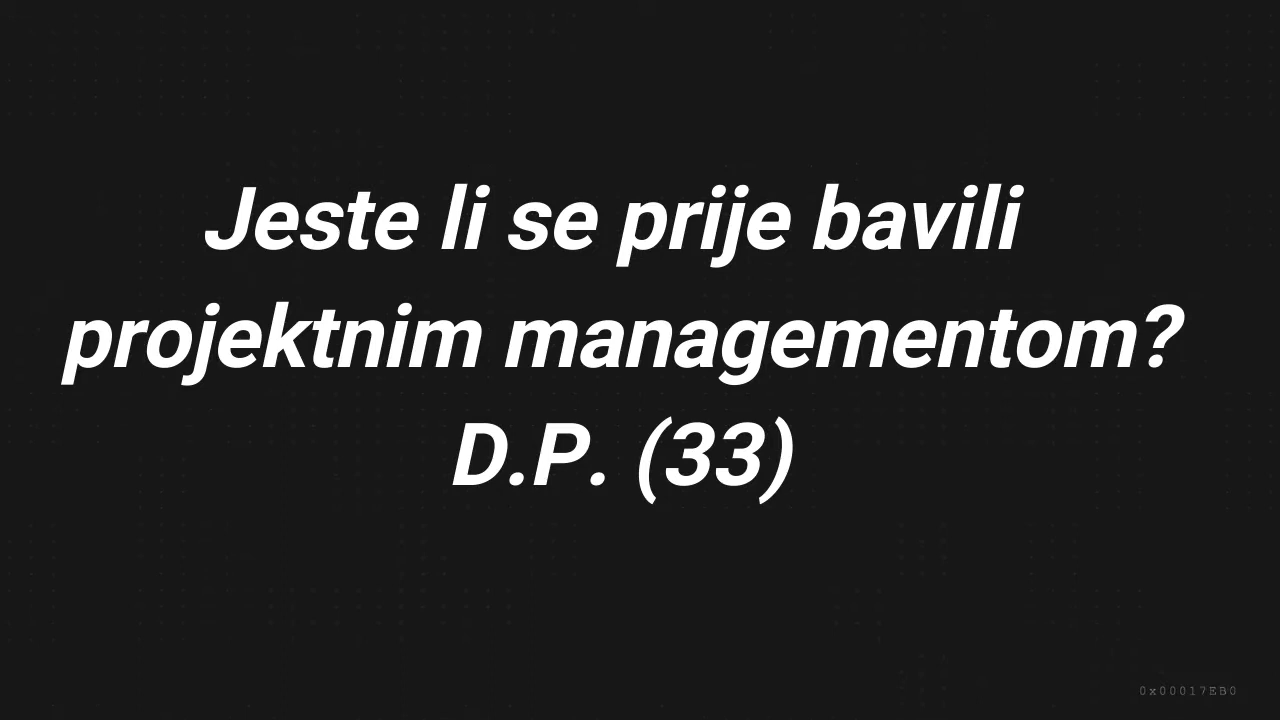 Jeste li se prije bavili
projektnim managementom?
D.P. (33)
0x00017EB0